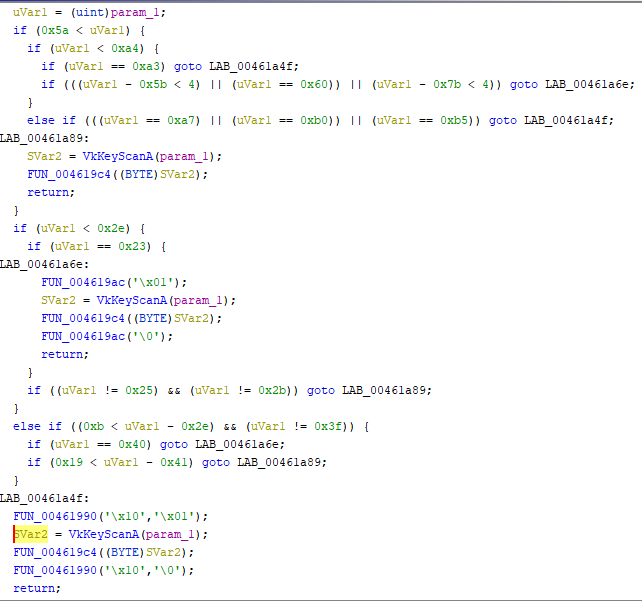 uVar1 = (uint)param_1;
if (0x5a < uVar1) {
if (uVar1 < 0xa4) {
if (uVar1 == 0xa3) goto LAB_00461a4f;
if (((uVar1 - 0x5b < 4) || (uVar1 == 0x60)) || (uVar1 - 0x7b < 4)) goto LAB_00461a6e;
}
else if (((uVar1 == 0xa7) || (uVar1 == 0xb0)) || (uVar1 == 0xb5)) goto LAB_00461a4f;
LAB_00461a89:
SVar2 = VkKeyScanA(param_1);
FUN_004619c4((BYTE)SVar2);
return;
}
if (uVar1 < 0x2e) {
if (uVar1 == 0x23) {
LAB_00461a6e:
FUN_004619ac('\x01');
SVar2 = VkKeyScanA(param_1);
FUN_004619c4((BYTE)SVar2);
FUN_004619ac('\0');
return;
}
if ((uVar1 != 0x25) && (uVar1 != 0x2b)) goto LAB_00461a89;
}
else if ((0xb < uVar1 - 0x2e) && (uVar1 != 0x3f)) {
if (uVar1 == 0x40) goto LAB_00461a6e;
if (0x19 < uVar1 - 0x41) goto LAB_00461a89;
}
LAB_00461a4f:
FUN_00461990('\x10','\x01');
SVar2 = VkKeyScanA(param_1);
FUN_004619c4((BYTE)SVar2);
FUN_00461990('\x10','\0');
return;